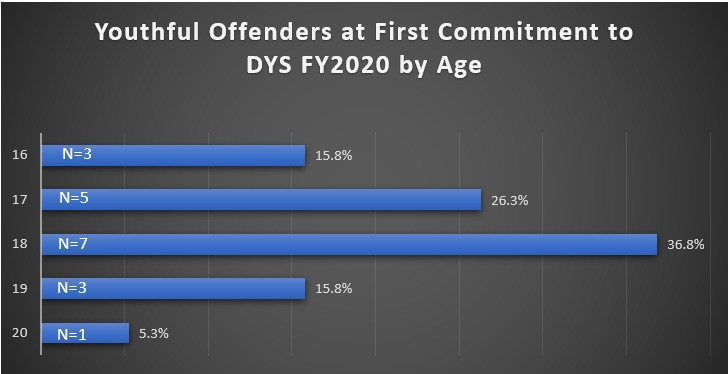 Youthful Offenders at First Commitment to
DYS FY2020 by Age
16 N=3 15.8%
17 N=5 26.3%
18 N=7 36.8%
19 N=3 15.8%
20 N=1 5.3%